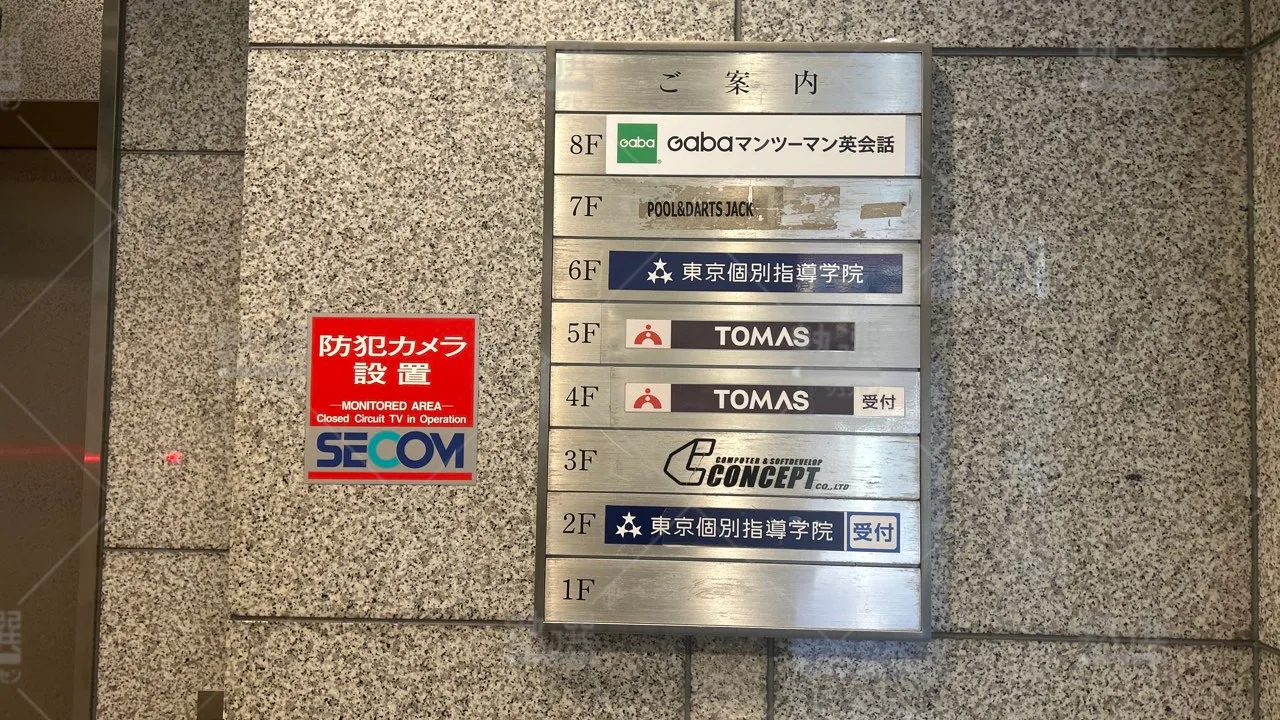 ご案内
8F Gaba Gabaマンツーマン英会話
7F POOL&DARTS JACK
6F 東京個別指導学院
5F TOMAS
4F TOMAS 受付
3F COMPUTER & SOFTDEVELOP
CONCEPT CO.,LTD
2F 東京個別指導学院 受付
1F
防犯カメラ
設置
MONITORED AREA
Closed Circuit TV in Operation
SECOM